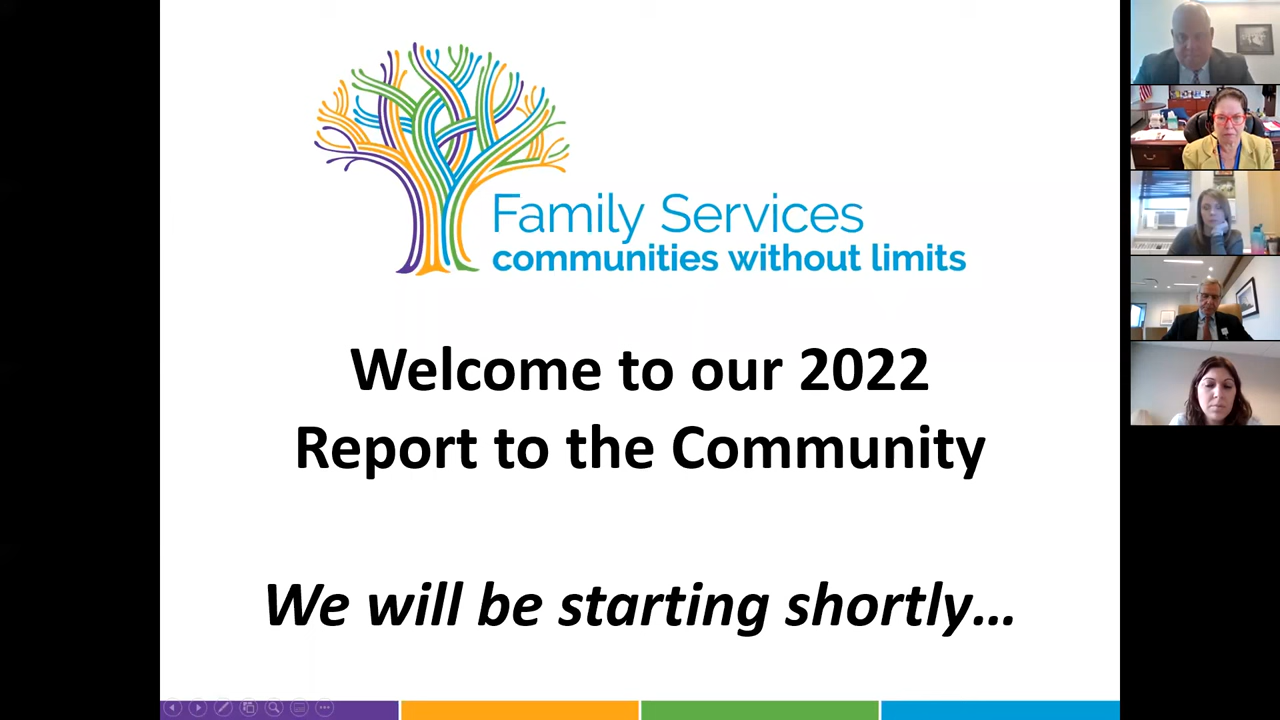 Family Services
communities without limits
Welcome to our 2022
Report to the Community
We will be starting shortly...